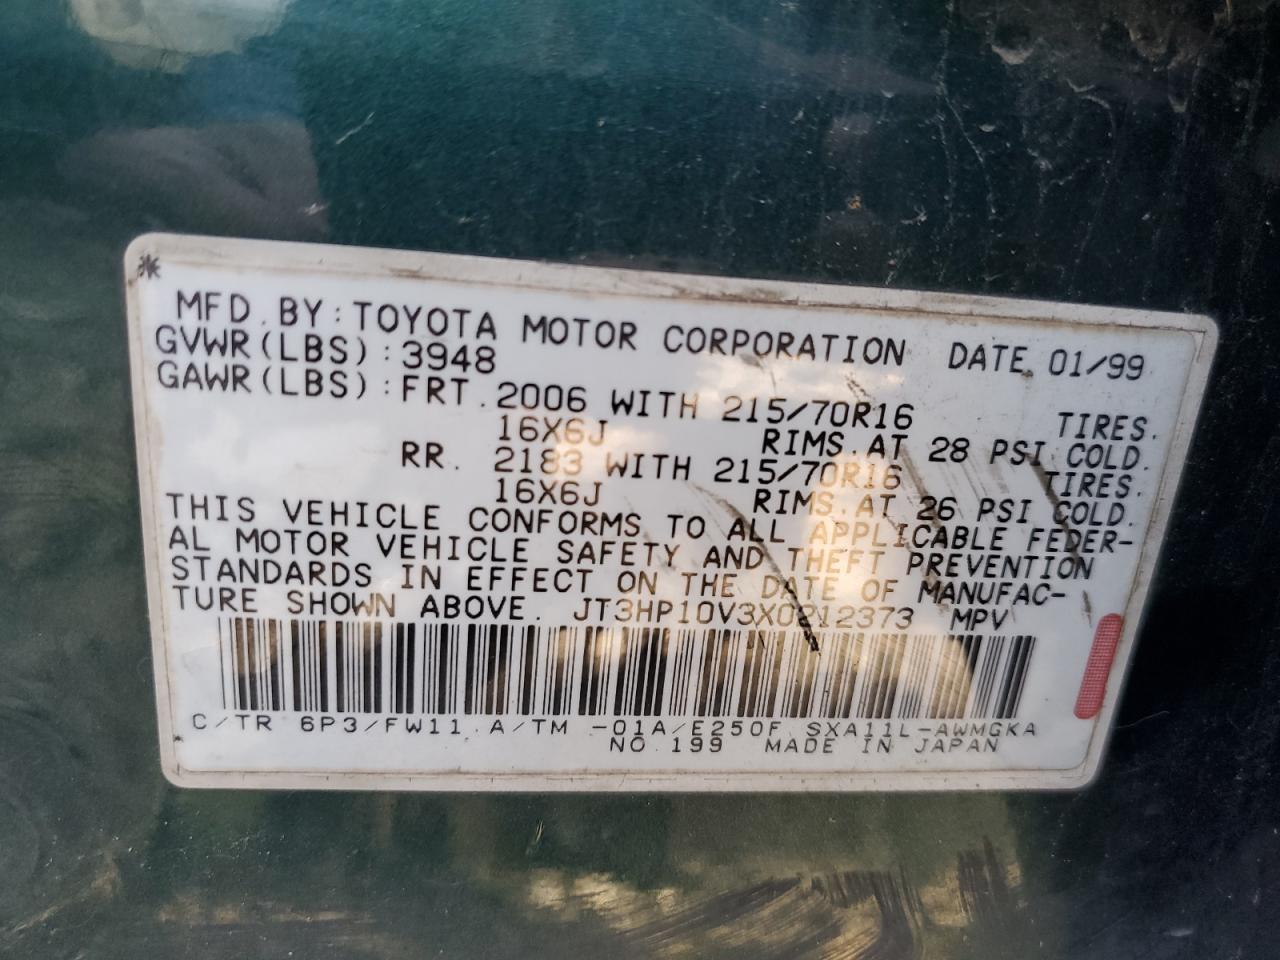 MFD. BY: TOYOTA MOTOR CORPORATION DATE 01/99
GVWR(LBS): 3948
GAWR(LBS): FRT. 2006 WITH 215/70R16 TIRES.
16X6J RIMS. AT 28 PSI COLD.
RR. 2183 WITH 215/70R16 TIRES.
16X6J RIMS. AT 26 PSI COLD.
THIS VEHICLE CONFORMS TO ALL APPLICABLE FEDER-
AL MOTOR VEHICLE SAFETY AND THEFT PREVENTION
STANDARDS IN EFFECT ON THE DATE OF MANUFAC-
TURE SHOWN ABOVE. JT3HP10V3X0212373 MPV
C/TR 6P3/FW11 A/TM -01A/E250F SXA11L-AWMGKA
NO.199 MADE IN JAPAN